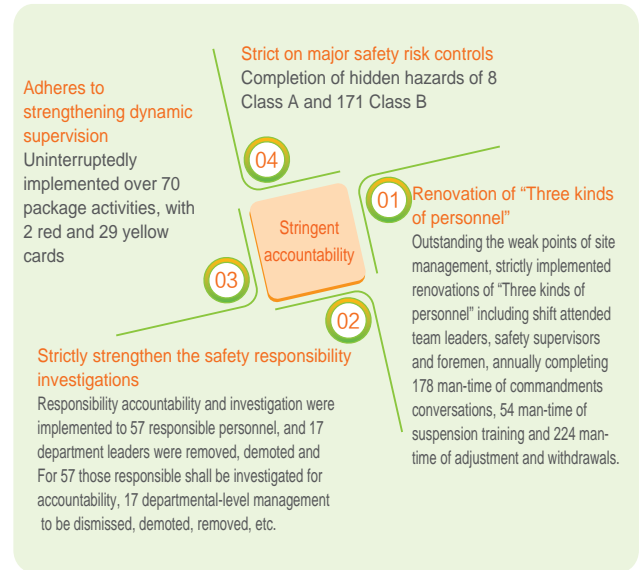 Strict on major safety risk controls
Completion of hidden hazards of 8
Class A and 171 Class B
04
Adheres to
strengthening dynamic
supervision
Uninterruptedly
implemented over 70
package activities, with
2 red and 29 yellow
cards
03
Stringent
accountability
01
Renovation of “Three kinds
of personnel”
Outstanding the weak points of site
management, strictly implemented
renovations of “Three kinds of
personnel” including shift attended
team leaders, safety supervisors
and foremen, annually completing
178 man-time of commandments
conversations, 54 man-time of
suspension training and 224 man-
time of adjustment and withdrawals.
02
Strictly strengthen the safety responsibility
investigations
Responsibility accountability and investigation were
implemented to 57 responsible personnel, and 17
department leaders were removed, demoted and
For 57 those responsible shall be investigated for
accountability, 17 departmental-level management
to be dismissed, demoted, removed, etc.